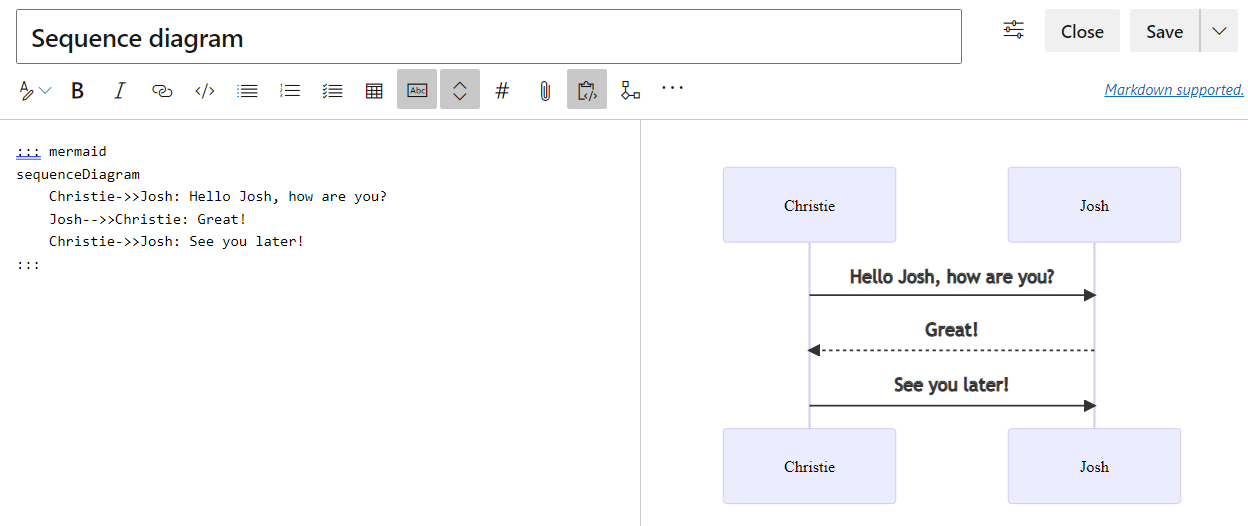 Sequence diagram
Close
Save
B I </> Abc # ...
Markdown supported.
::: mermaid
sequenceDiagram
    Christie->>Josh: Hello Josh, how are you?
    Josh-->>Christie: Great!
    Christie->>Josh: See you later!
:::
Christie
Josh
Hello Josh, how are you?
Great!
See you later!
Christie
Josh